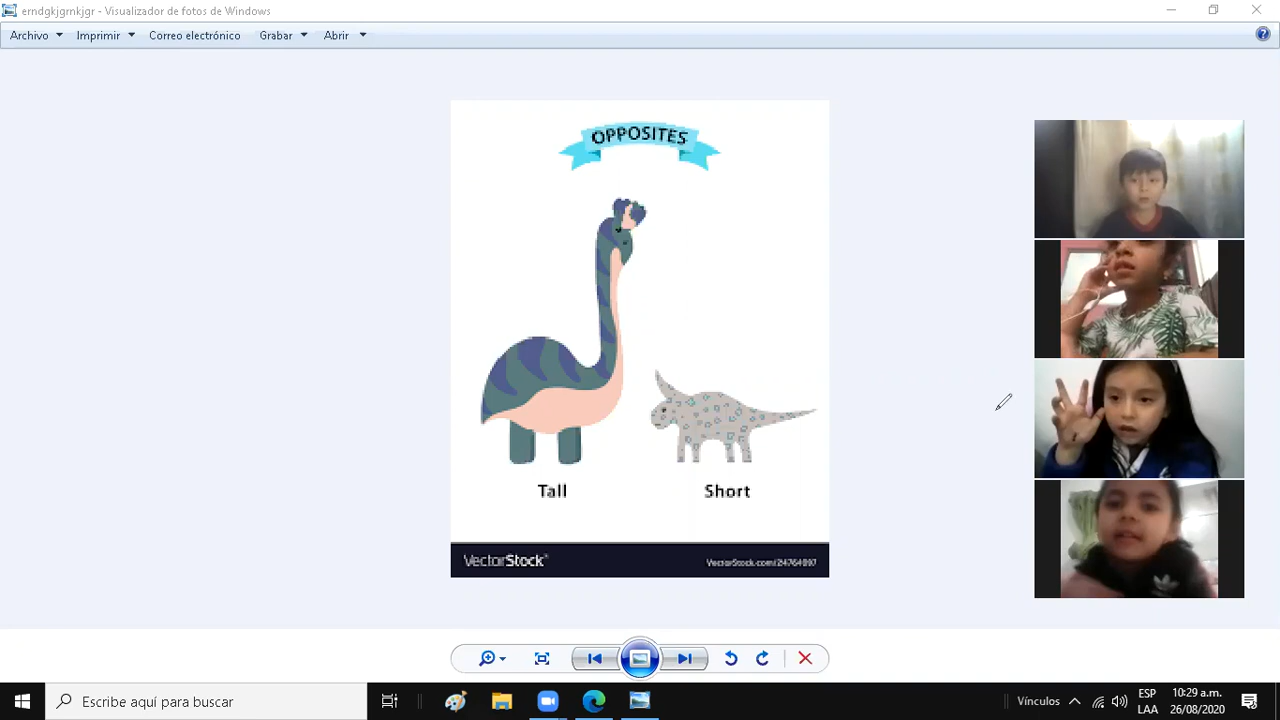 erndgkjgrnkjgr - Visualizador de fotos de Windows
Archivo Imprimir Correo electrónico Grabar Abrir
OPPOSITES
Tall Short
VectorStock® VectorStock.com/24764897
Escribe aquí para buscar
Vínculos
ESP
LAA
10:29 a.m.
26/08/2020